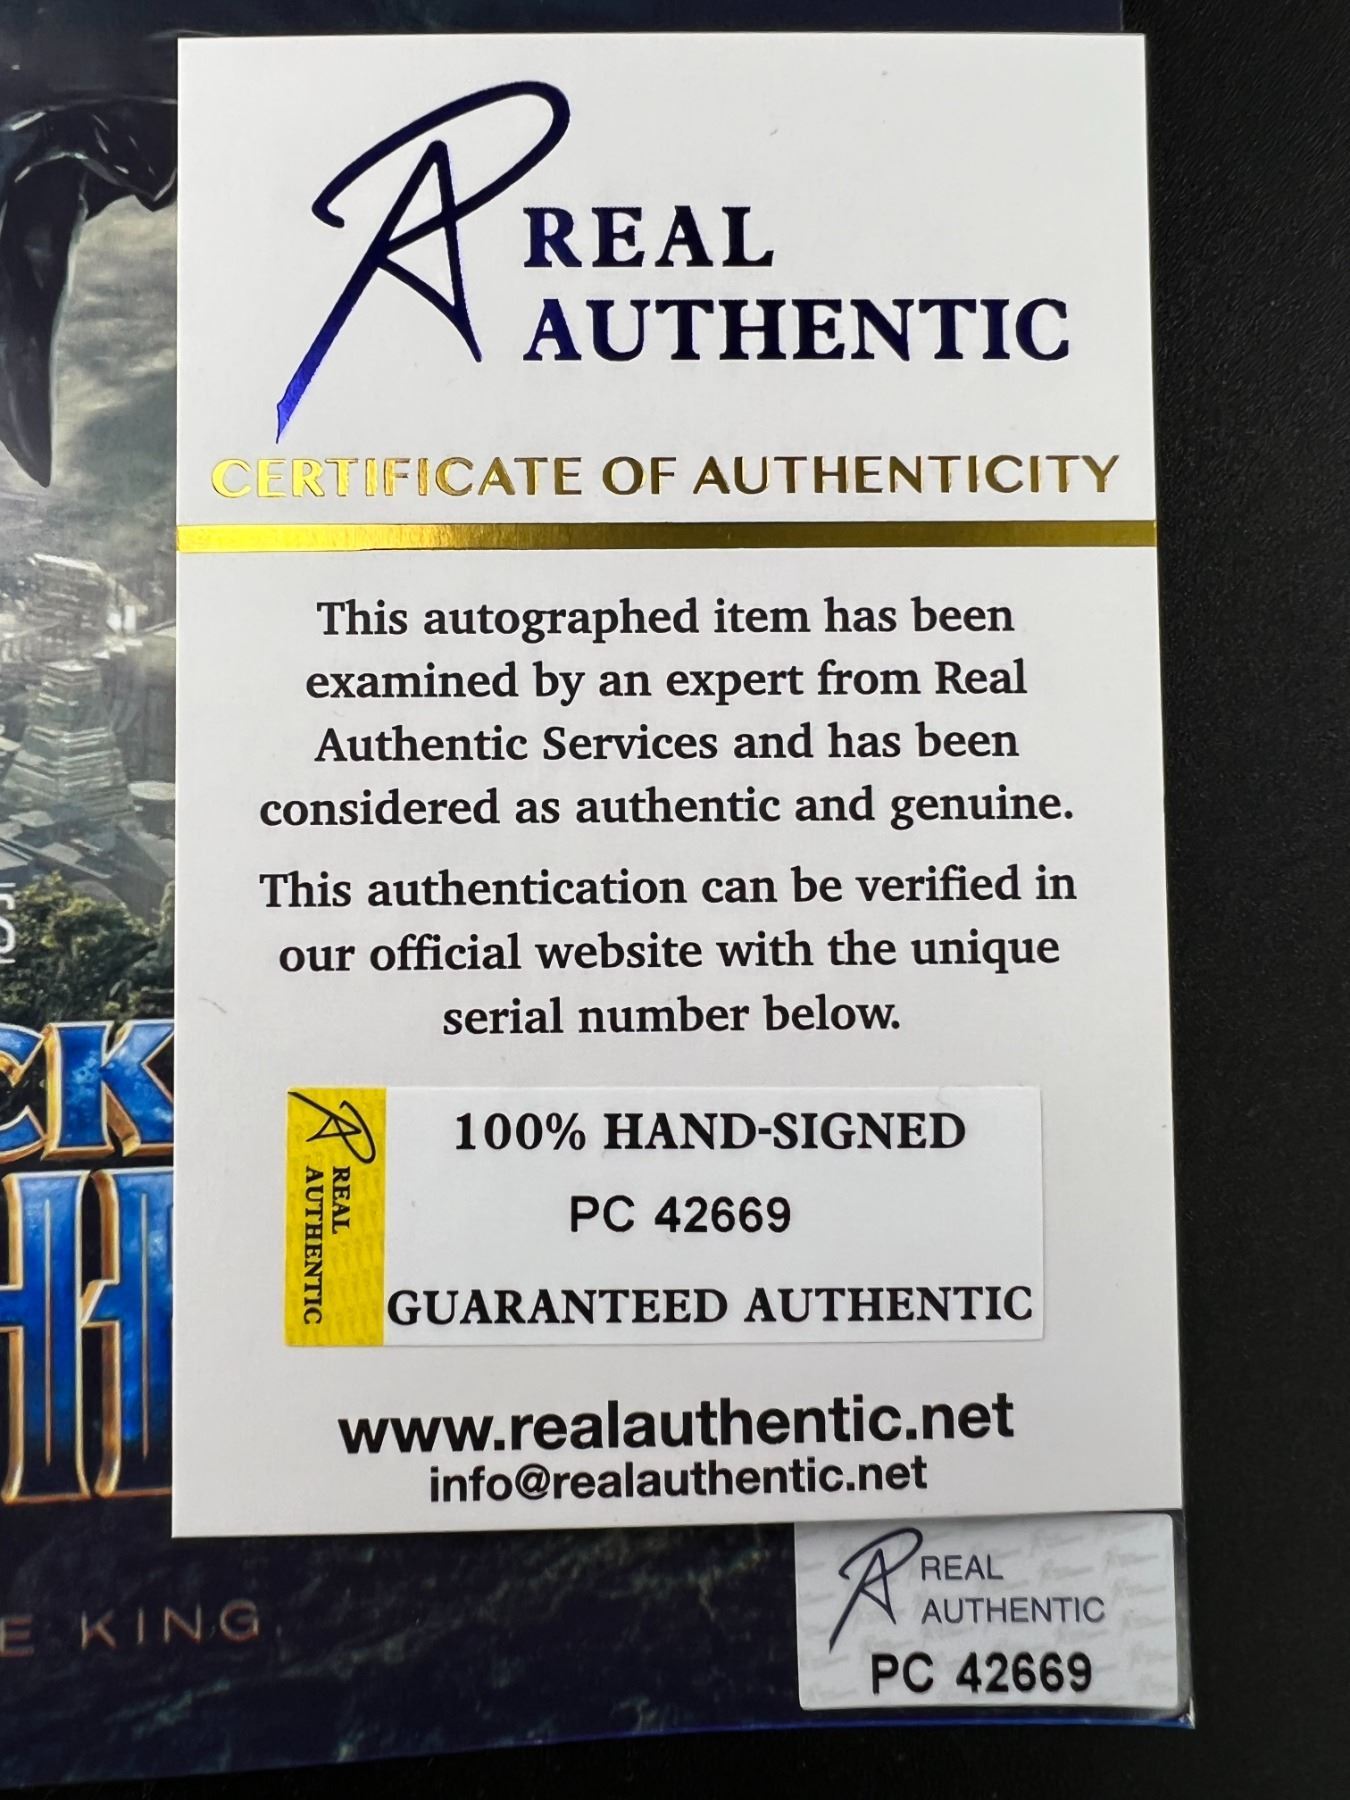 REAL
AUTHENTIC
CERTIFICATE OF AUTHENTICITY
This autographed item has been
examined by an expert from Real
Authentic Services and has been
considered as authentic and genuine.
This authentication can be verified in
our official website with the unique
serial number below.
REAL
AUTHENTIC
100% HAND-SIGNED
PC 42669
GUARANTEED AUTHENTIC
www.realauthentic.net
info@realauthentic.net
CK
E KING
REAL
AUTHENTIC
PC 42669